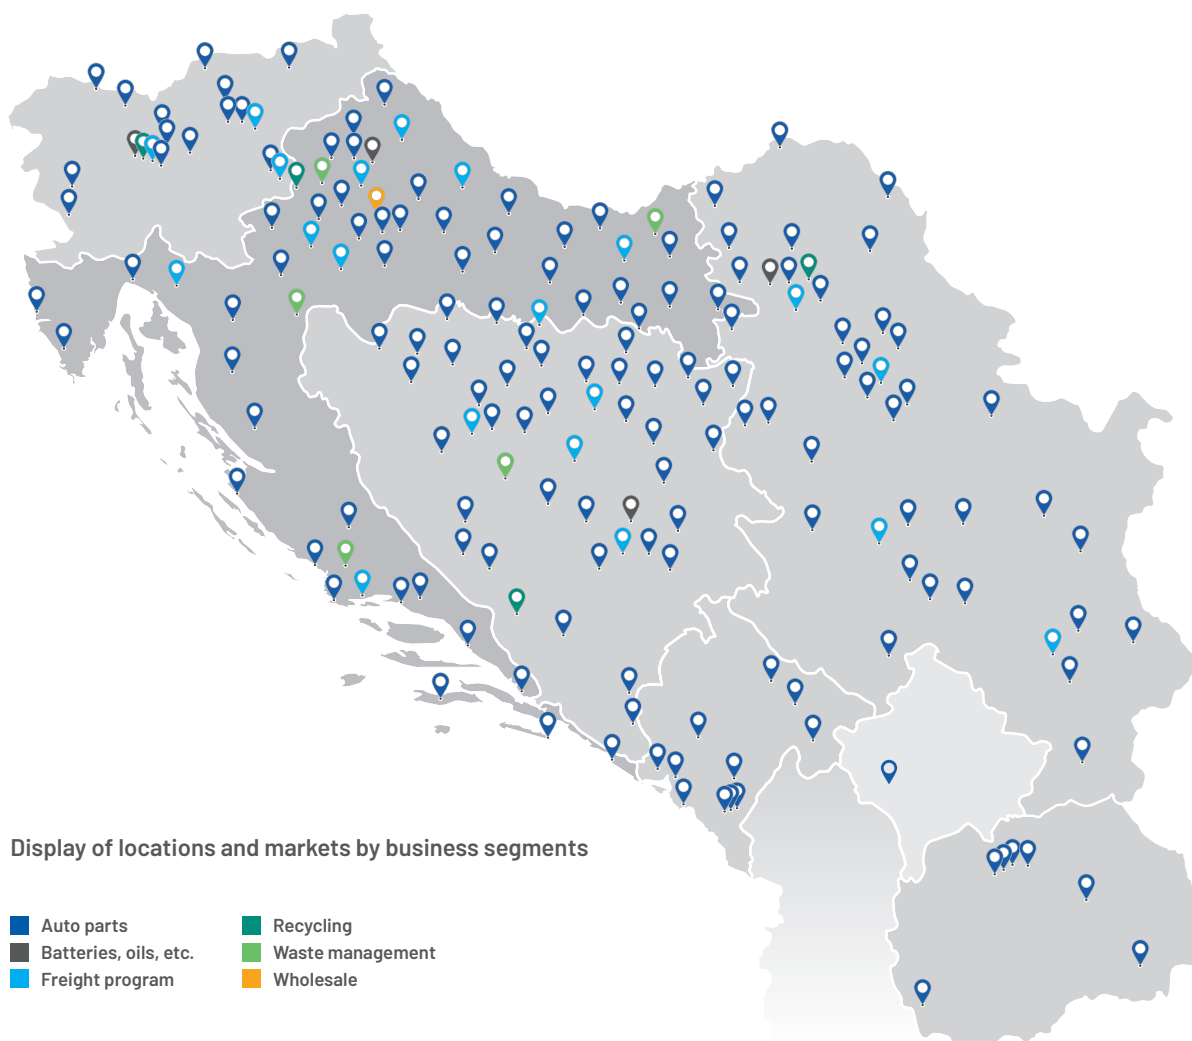 Display of locations and markets by business segments
Auto parts
Batteries, oils, etc.
Freight program
Recycling
Waste management
Wholesale